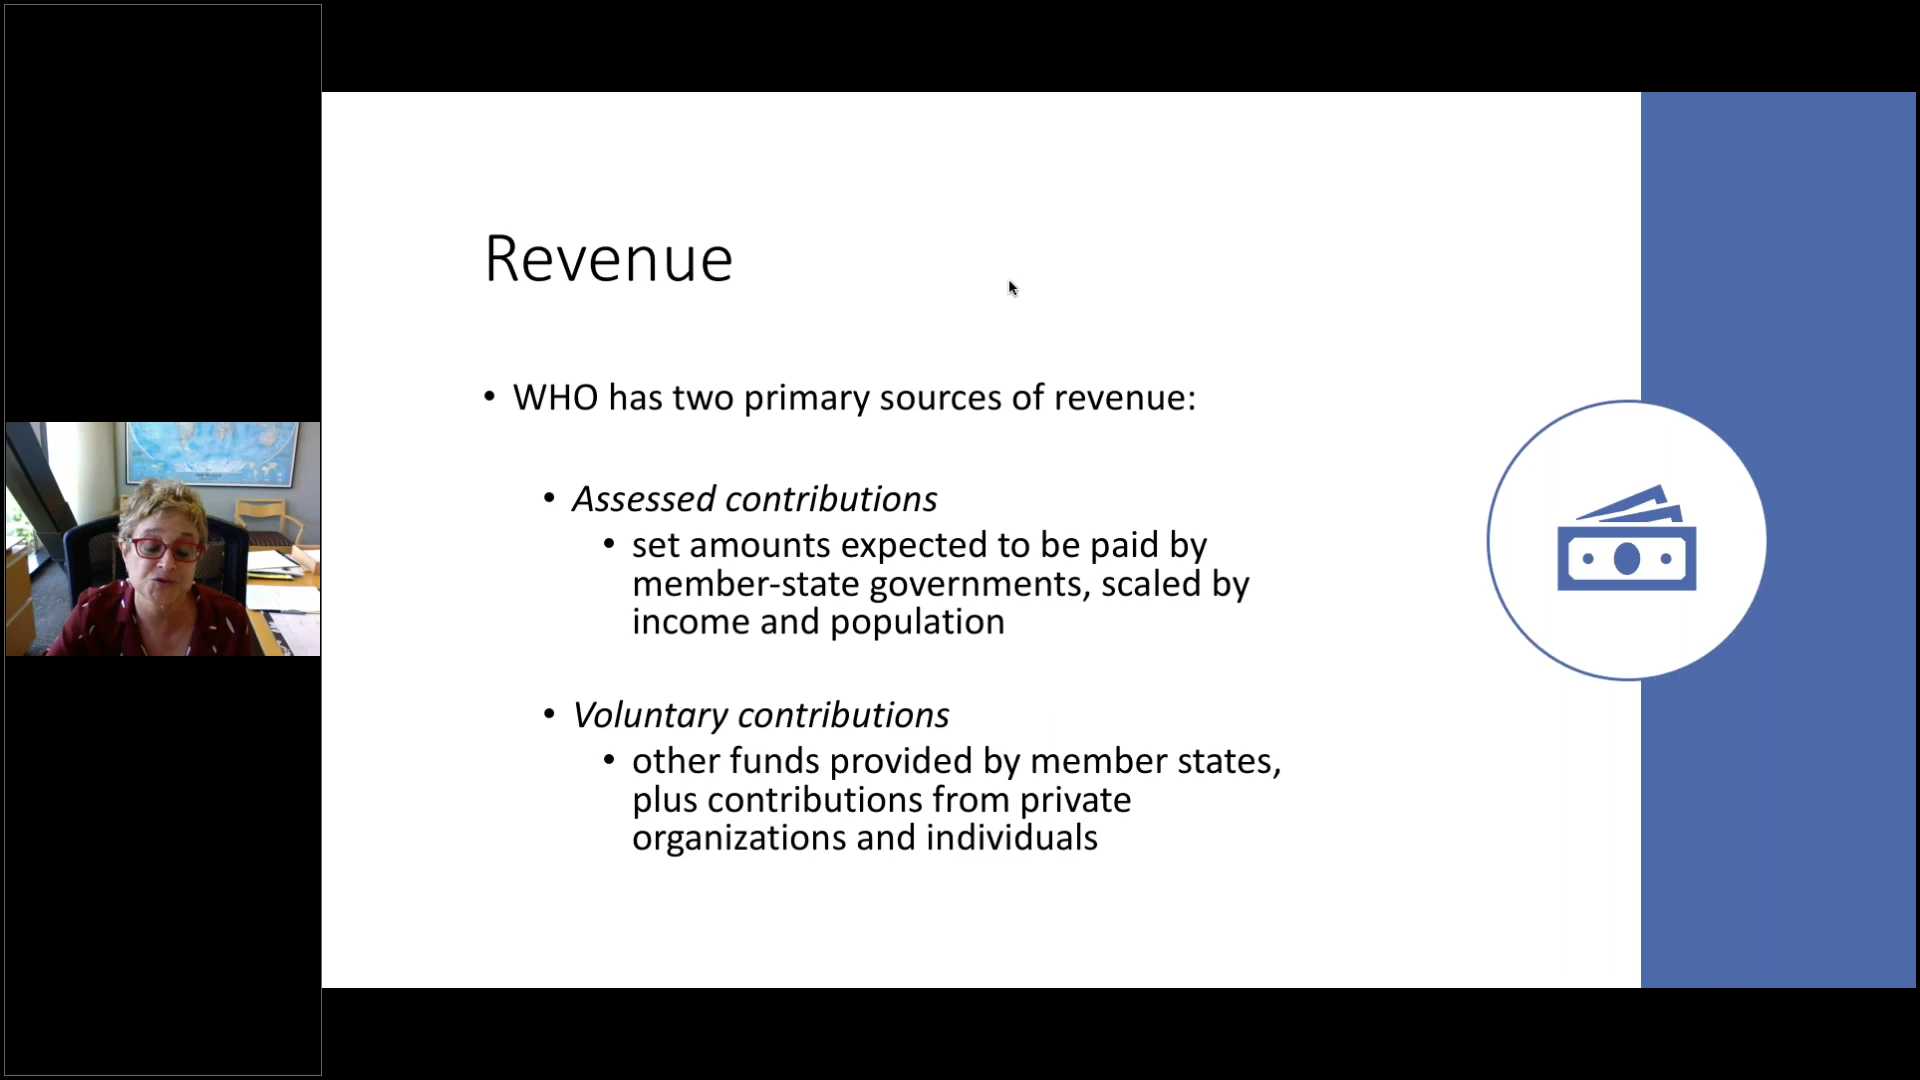 Revenue
• WHO has two primary sources of revenue:
• Assessed contributions
• set amounts expected to be paid by
member-state governments, scaled by
income and population
• Voluntary contributions
• other funds provided by member states,
plus contributions from private
organizations and individuals